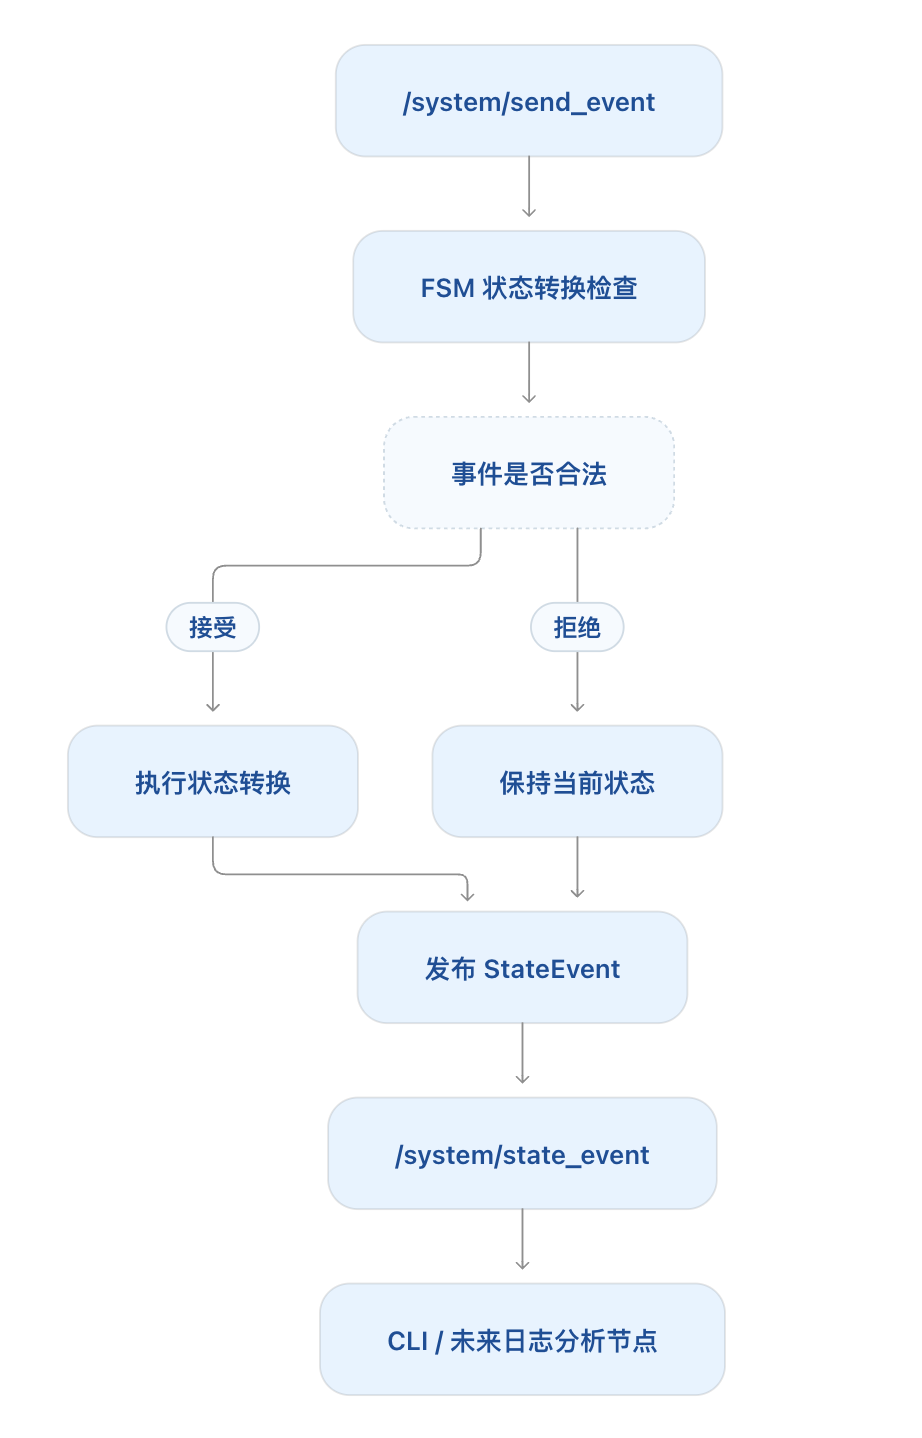 /system/send_event
FSM 状态转换检查
事件是否合法
接受
拒绝
执行状态转换
保持当前状态
发布 StateEvent
/system/state_event
CLI / 未来日志分析节点